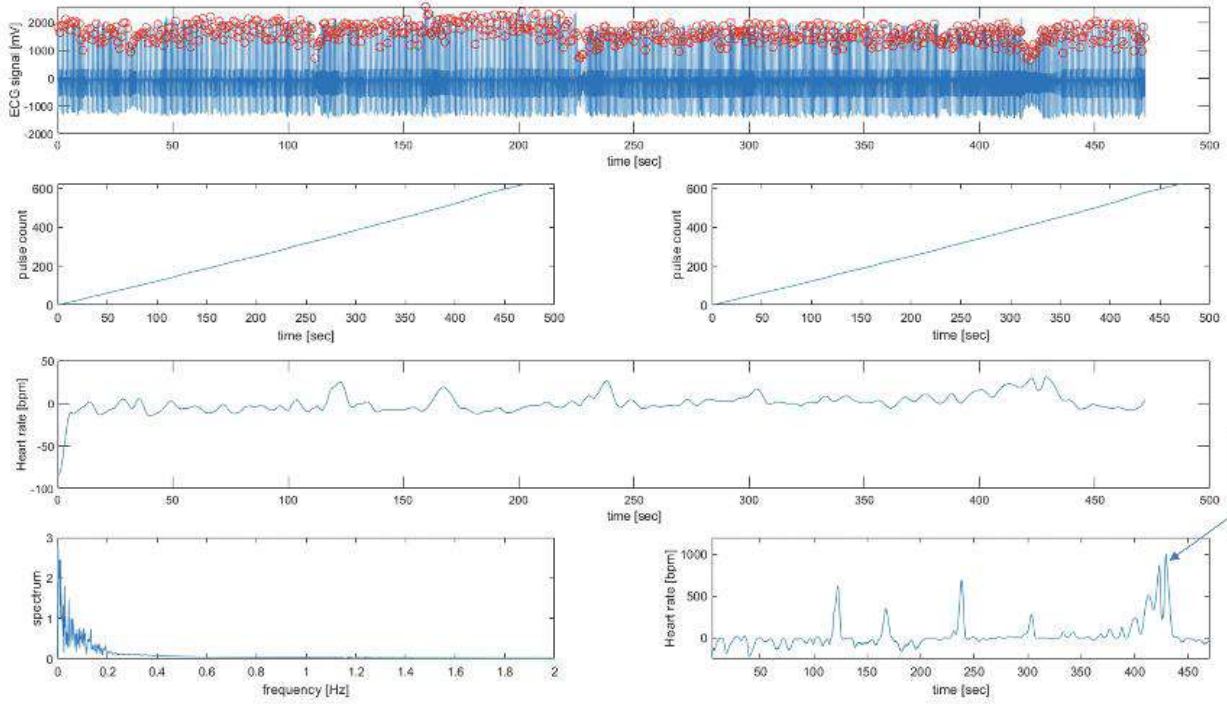 2000
1000
0
-1000
-2000
ECG signal [mV]
0 50 100 150 200 250 300 350 400 450 500
time [sec]
600
400
200
0
pulse count
0 50 100 150 200 250 300 350 400 450 500
time [sec]
600
400
200
0
pulse count
0 50 100 150 200 250 300 350 400 450 500
time [sec]
50
0
-50
-100
Heart rate [bpm]
0 50 100 150 200 250 300 350 400 450 500
time [sec]
3
2
1
0
spectrum
0 0.2 0.4 0.6 0.8 1 1.2 1.4 1.6 1.8 2
frequency [Hz]
1000
500
0
Heart rate [bpm]
50 100 150 200 250 300 350 400 450
time [sec]